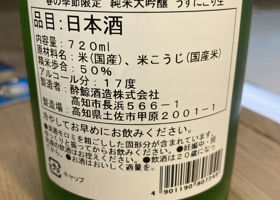 春の季節限定 純米大吟醸 うすにごり生
品目：日本酒
内容量：720ml
原材料名：米(国産)、米こうじ(国産米)
精米歩合：50%
アルコール分：17度
製造者：酔鯨酒造株式会社
高知市長浜566-1
製造場：高知県土佐市甲原2001-1
冷やしてお早めにお飲みください。
キャップ
4 901190 807349